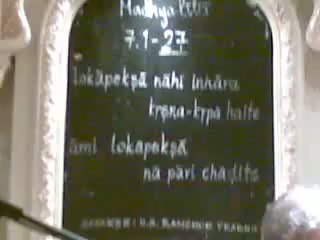 Madhya
7.1-27
lokāpekṣā nāhi inhāra
kṛṣṇa-kṛpā haite
āmi lokāpekṣā
nā pāri chāḍite